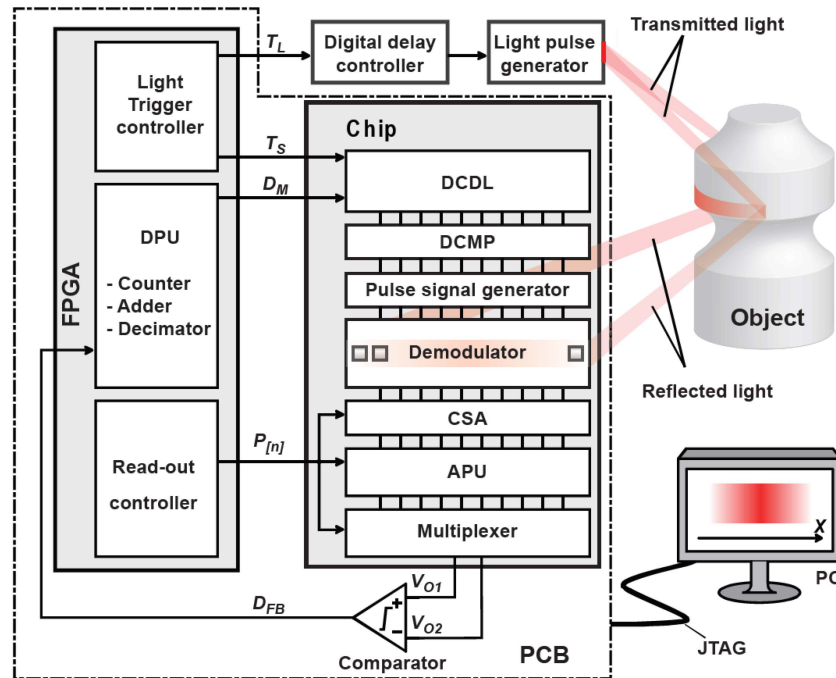 T_L
Digital delay
controller
Light pulse
generator
Transmitted light
Light
Trigger
controller
T_S
D_M
Chip
DCDL
DPU
- Counter
- Adder
- Decimator
FPGA
DCMP
Pulse signal generator
Demodulator
Object
Reflected light
CSA
P_[n]
APU
Read-out
controller
Multiplexer
X
PC
V_O1
V_O2
D_FB
+
−
Comparator
PCB
JTAG